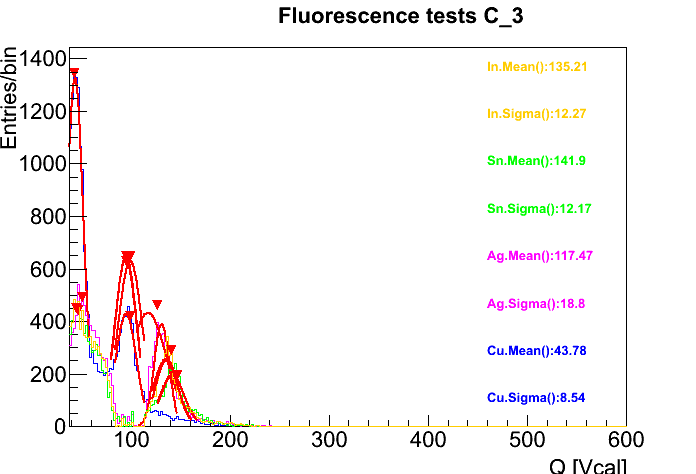 Fluorescence tests C_3
Entries/bin
1400
1200
1000
800
600
400
200
0
100
200
300
400
500
600
Q [Vcal]
In.Mean():135.21
In.Sigma():12.27
Sn.Mean():141.9
Sn.Sigma():12.17
Ag.Mean():117.47
Ag.Sigma():18.8
Cu.Mean():43.78
Cu.Sigma():8.54